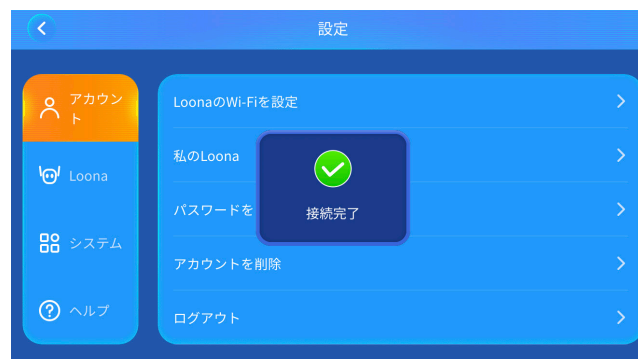 設定
アカウン
ト
Loona
システム
ヘルプ
LoonaのWi-Fiを設定
私のLoona
パスワードを
アカウントを削除
ログアウト
接続完了